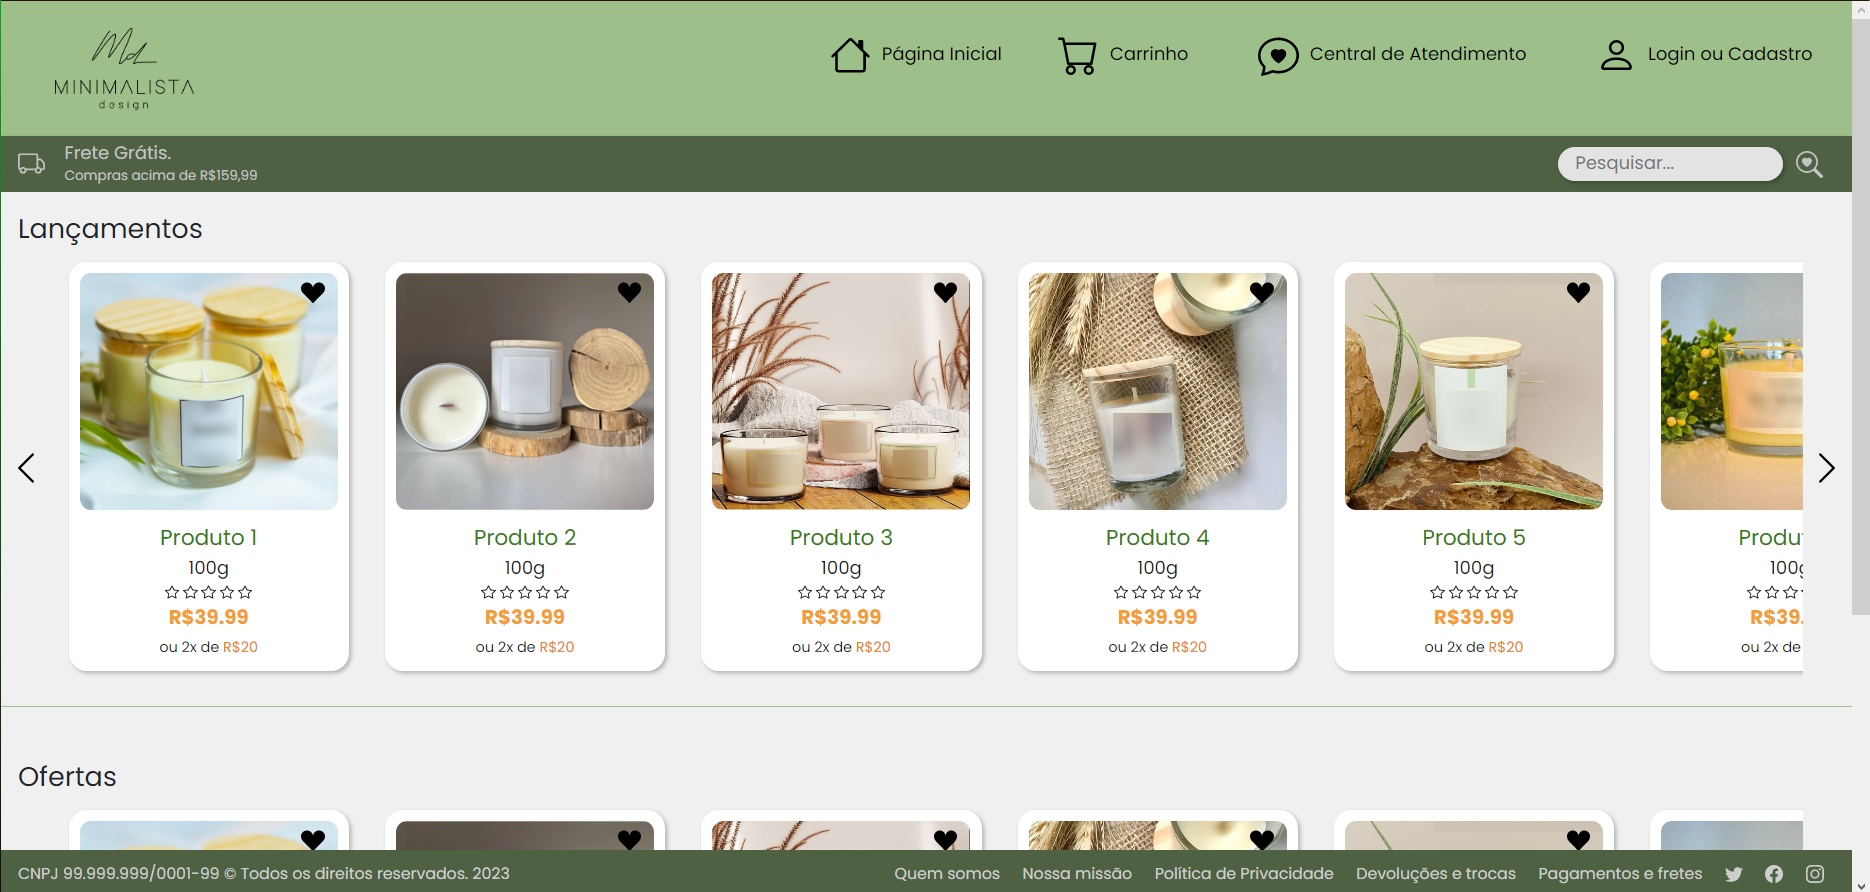 MINIMALISTA
design
Página Inicial
Carrinho
Central de Atendimento
Login ou Cadastro
Frete Grátis.
Compras acima de R$159,99
Pesquisar...
Lançamentos
Produto 1
100g
R$39.99
ou 2x de R$20
Produto 2
100g
R$39.99
ou 2x de R$20
Produto 3
100g
R$39.99
ou 2x de R$20
Produto 4
100g
R$39.99
ou 2x de R$20
Produto 5
100g
R$39.99
ou 2x de R$20
Produ
100g
R$39.
ou 2x de
Ofertas
CNPJ 99.999.999/0001-99 © Todos os direitos reservados. 2023
Quem somos
Nossa missão
Política de Privacidade
Devoluções e trocas
Pagamentos e fretes